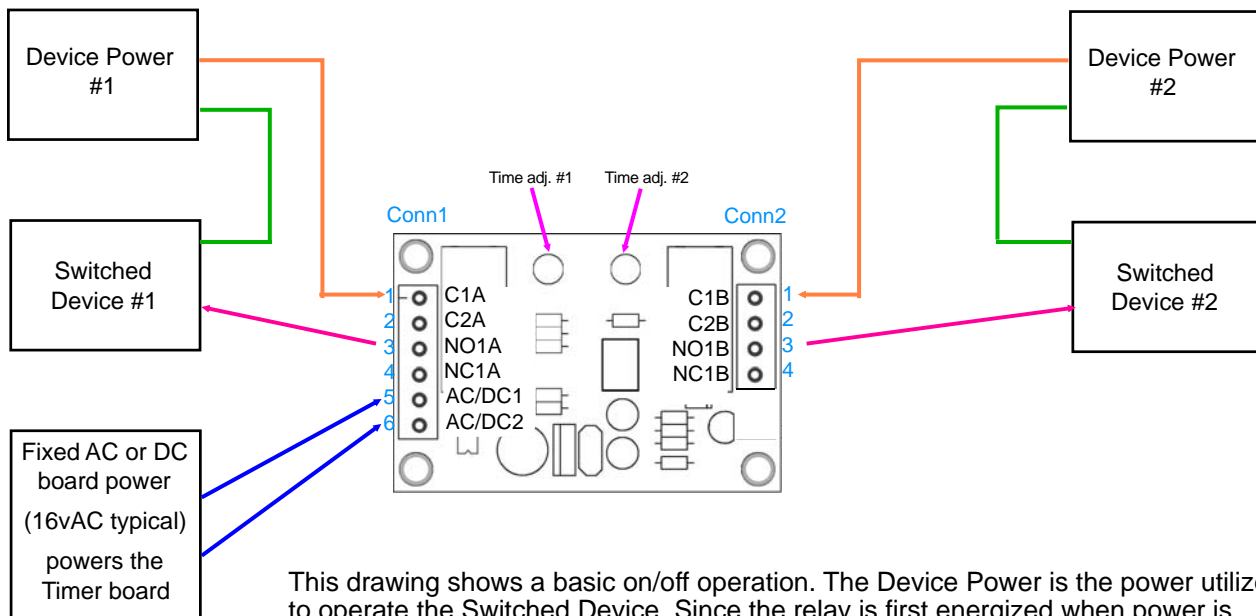 Device Power
#1
Device Power
#2
Time adj. #1
Time adj. #2
Conn1
Conn2
Switched
Device #1
Switched
Device #2
1
C1A
2
C2A
3
NO1A
4
NC1A
5
AC/DC1
6
AC/DC2
C1B
1
C2B
2
NO1B
3
NC1B
4
Fixed AC or DC
board power
(16vAC typical)
powers the
Timer board
This drawing shows a basic on/off operation. The Device Power is the power
to operate the Switched Device. Since the relay is first energized when power is